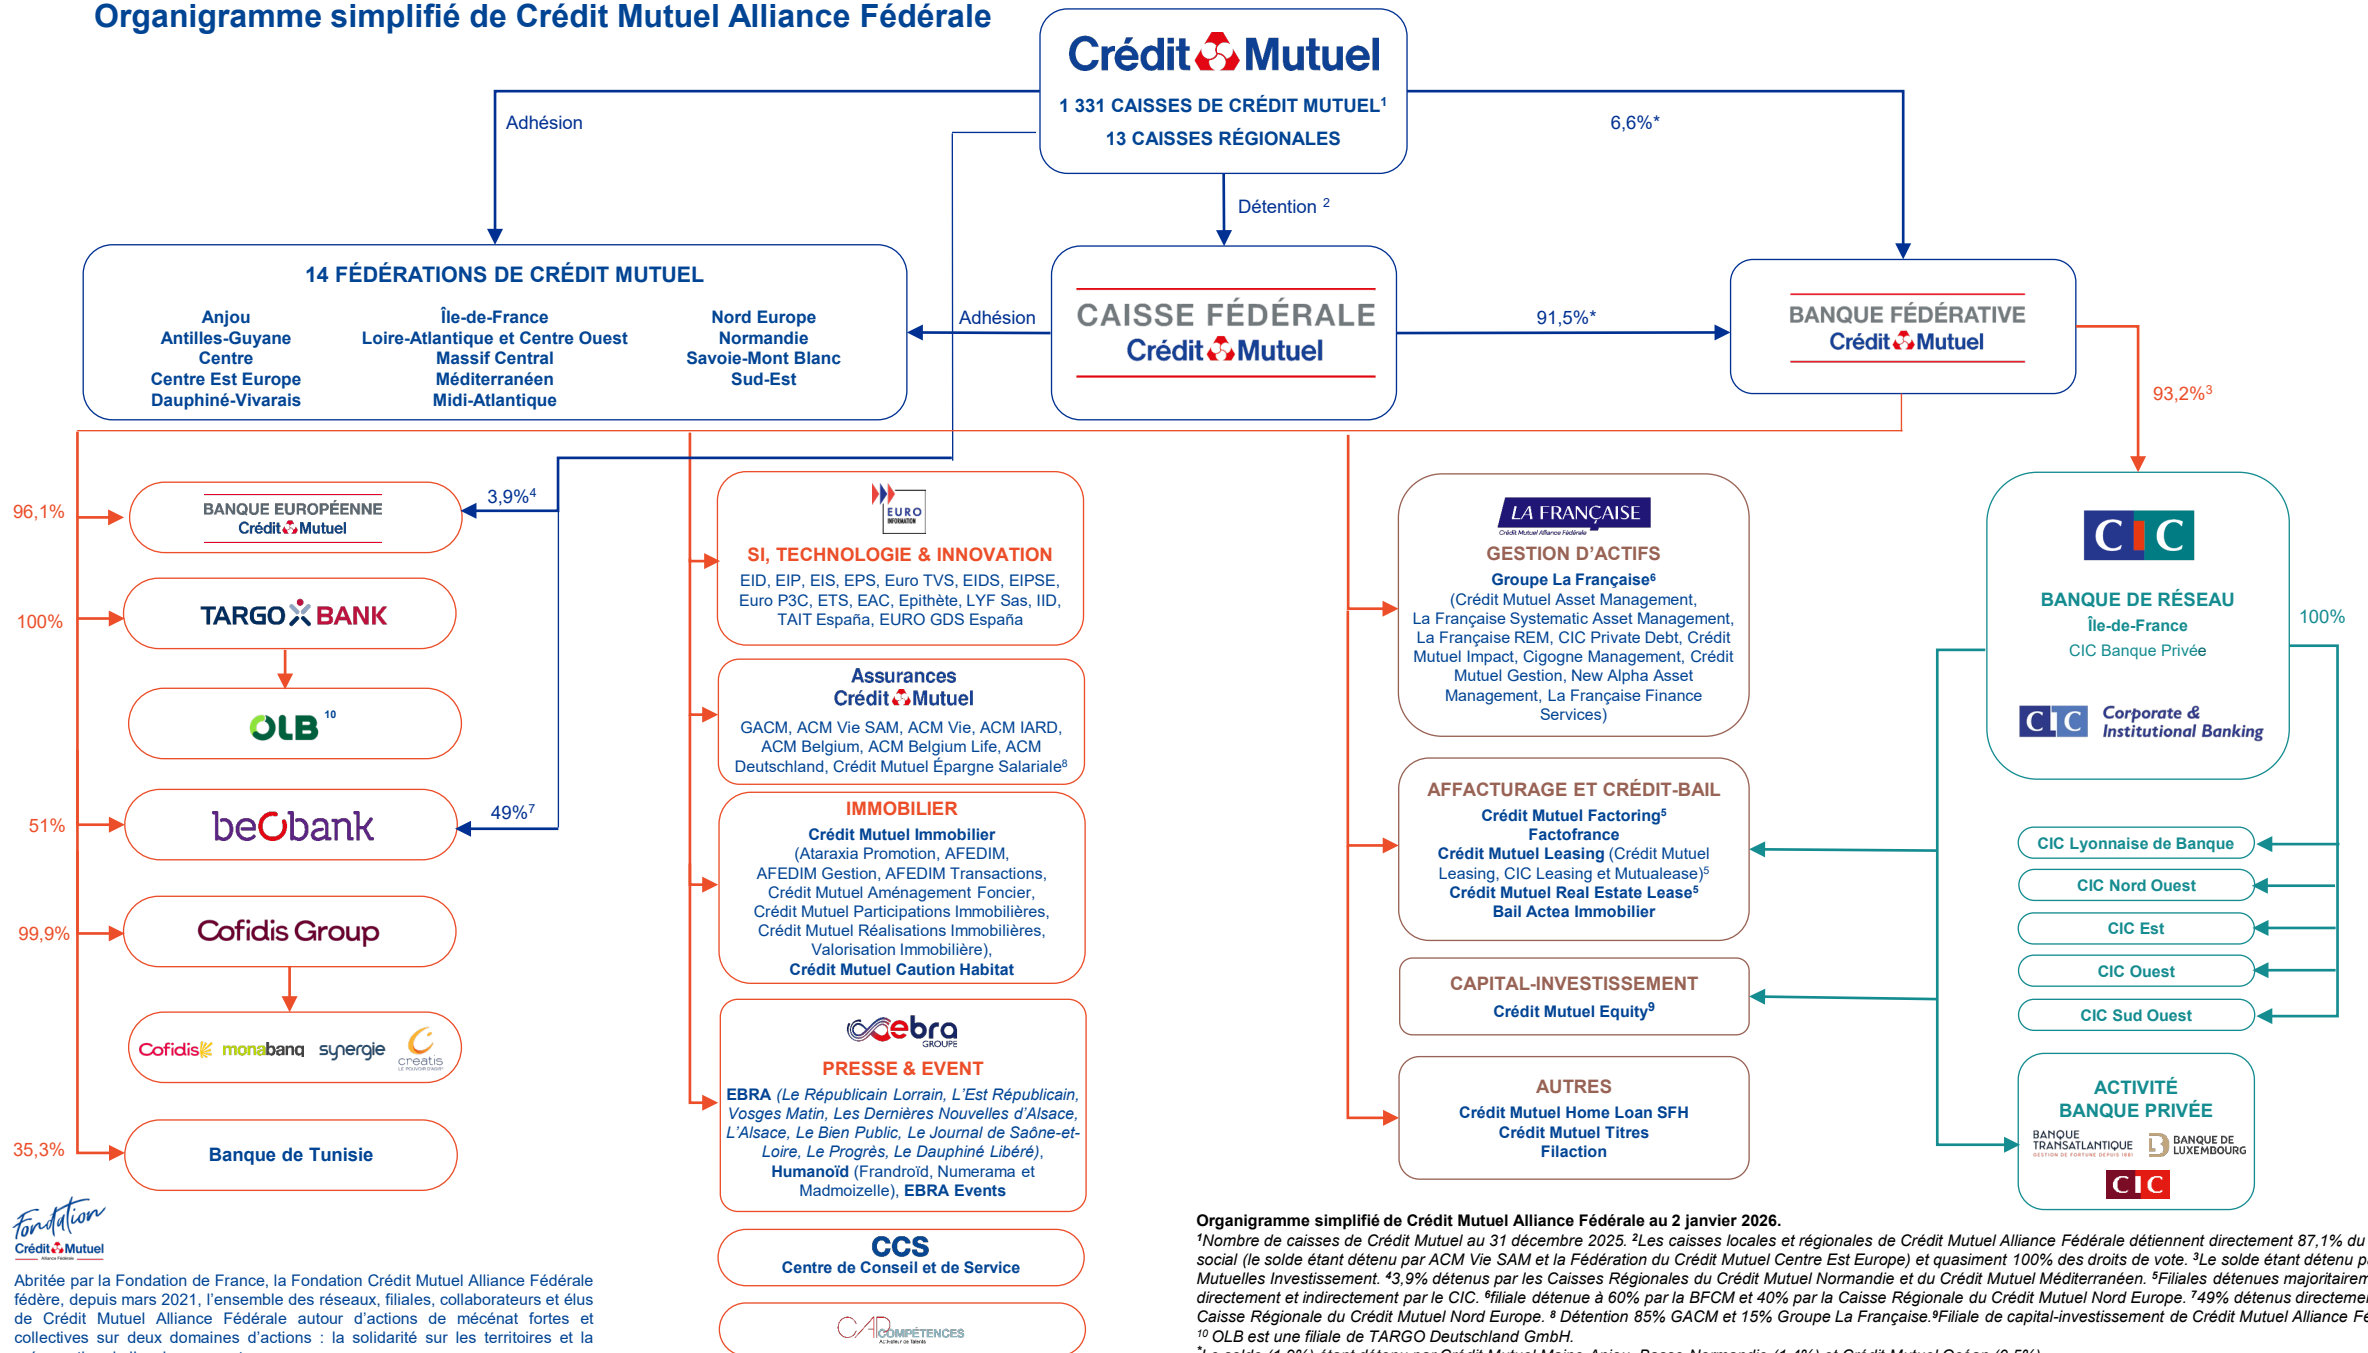 Organigramme simplifié de Crédit Mutuel Alliance Fédérale
Crédit Mutuel
1 331 CAISSES DE CRÉDIT MUTUEL¹
13 CAISSES RÉGIONALES
Adhésion
6,6%*
Détention ²
14 FÉDÉRATIONS DE CRÉDIT MUTUEL
Anjou
Antilles-Guyane
Centre
Centre Est Europe
Dauphiné-Vivarais
Île-de-France
Loire-Atlantique et Centre Ouest
Massif Central
Méditerranéen
Midi-Atlantique
Nord Europe
Normandie
Savoie-Mont Blanc
Sud-Est
Adhésion
CAISSE FÉDÉRALE
Crédit Mutuel
91,5%*
BANQUE FÉDÉRATIVE
Crédit Mutuel
93,2%³
96,1%
BANQUE EUROPÉENNE
Crédit Mutuel
3,9%⁴
100%
TARGO BANK
OLB ¹⁰
51%
beobank
49%⁷
99,9%
Cofidis Group
Cofidis monabanq synergie creatis
LE POUVOIR D'AGIR
35,3%
Banque de Tunisie
EURO
INFORMATION
SI, TECHNOLOGIE & INNOVATION
EID, EIP, EIS, EPS, Euro TVS, EIDS, EIPSE,
Euro P3C, ETS, EAC, Epithète, LYF Sas, IID,
TAIT España, EURO GDS España
Assurances
Crédit Mutuel
GACM, ACM Vie SAM, ACM Vie, ACM IARD,
ACM Belgium, ACM Belgium Life, ACM
Deutschland, Crédit Mutuel Épargne Salariale⁸
IMMOBILIER
Crédit Mutuel Immobilier
(Ataraxia Promotion, AFEDIM,
AFEDIM Gestion, AFEDIM Transactions,
Crédit Mutuel Aménagement Foncier,
Crédit Mutuel Participations Immobilières,
Crédit Mutuel Réalisations Immobilières,
Valorisation Immobilière),
Crédit Mutuel Caution Habitat
ebra
GROUPE
PRESSE & EVENT
EBRA (Le Républicain Lorrain, L’Est Républicain,
Vosges Matin, Les Dernières Nouvelles d’Alsace,
L’Alsace, Le Bien Public, Le Journal de Saône-et-
Loire, Le Progrès, Le Dauphiné Libéré),
Humanoïd (Frandroïd, Numerama et
Madmoizelle), EBRA Events
CCS
Centre de Conseil et de Service
CAP COMPÉTENCES
Activateur de Talents
LA FRANÇAISE
Crédit Mutuel Alliance Fédérale
GESTION D’ACTIFS
Groupe La Française⁶
(Crédit Mutuel Asset Management,
La Française Systematic Asset Management,
La Française REM, CIC Private Debt, Crédit
Mutuel Impact, Cigogne Management, Crédit
Mutuel Gestion, New Alpha Asset
Management, La Française Finance
Services)
AFFACTURAGE ET CRÉDIT-BAIL
Crédit Mutuel Factoring⁵
Factofrance
Crédit Mutuel Leasing (Crédit Mutuel
Leasing, CIC Leasing et Mutualease)⁵
Crédit Mutuel Real Estate Lease⁵
Bail Actea Immobilier
CAPITAL-INVESTISSEMENT
Crédit Mutuel Equity⁹
AUTRES
Crédit Mutuel Home Loan SFH
Crédit Mutuel Titres
Filaction
CIC
BANQUE DE RÉSEAU
Île-de-France
CIC Banque Privée
CIC Corporate &
Institutional Banking
100%
CIC Lyonnaise de Banque
CIC Nord Ouest
CIC Est
CIC Ouest
CIC Sud Ouest
ACTIVITÉ
BANQUE PRIVÉE
BANQUE
TRANSATLANTIQUE
GESTION DE FORTUNE DEPUIS 1881
BANQUE DE
LUXEMBOURG
CIC
Fondation
Crédit Mutuel
Alliance Fédérale
Abritée par la Fondation de France, la Fondation Crédit Mutuel Alliance Fédérale
fédère, depuis mars 2021, l’ensemble des réseaux, filiales, collaborateurs et élus
de Crédit Mutuel Alliance Fédérale autour d’actions de mécénat fortes et
collectives sur deux domaines d’actions : la solidarité sur les territoires et la
Organigramme simplifié de Crédit Mutuel Alliance Fédérale au 2 janvier 2026.
¹Nombre de caisses de Crédit Mutuel au 31 décembre 2025. ²Les caisses locales et régionales de Crédit Mutuel Alliance Fédérale détiennent directement 87,1% du
social (le solde étant détenu par ACM Vie SAM et la Fédération du Crédit Mutuel Centre Est Europe) et quasiment 100% des droits de vote. ³Le solde étant détenu
Mutuelles Investissement. ⁴3,9% détenus par les Caisses Régionales du Crédit Mutuel Normandie et du Crédit Mutuel Méditerranéen. ⁵Filiales détenues
directement et indirectement par le CIC. ⁶filiale détenue à 60% par la BFCM et 40% par la Caisse Régionale du Crédit Mutuel Nord Europe. ⁷49% détenus
Caisse Régionale du Crédit Mutuel Nord Europe. ⁸ Détention 85% GACM et 15% Groupe La Française.⁹Filiale de capital-investissement de Crédit Mutuel Alliance
¹⁰ OLB est une filiale de TARGO Deutschland GmbH.